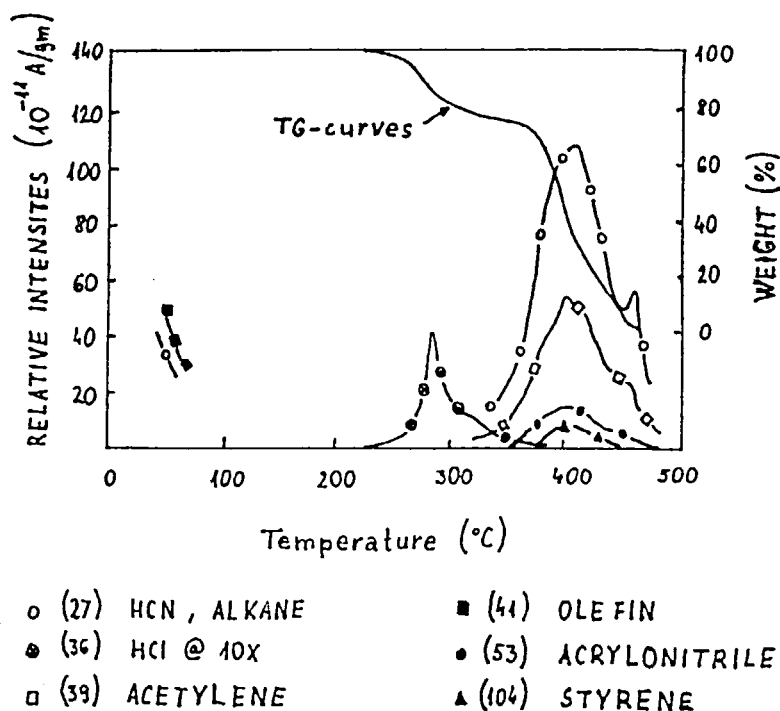 RELATIVE INTENSITES (10⁻¹¹ A/gm)
140
120
100
80
60
40
20
TG-curves
100
80
60
40
20
0
WEIGHT (%)
0 100 200 300 400 500
Temperature (°C)
○ (27) HCN, ALKANE
⊗ (36) HCl @ 10X
□ (39) ACETYLENE
■ (41) OLEFIN
● (53) ACRYLONITRILE
▲ (104) STYRENE